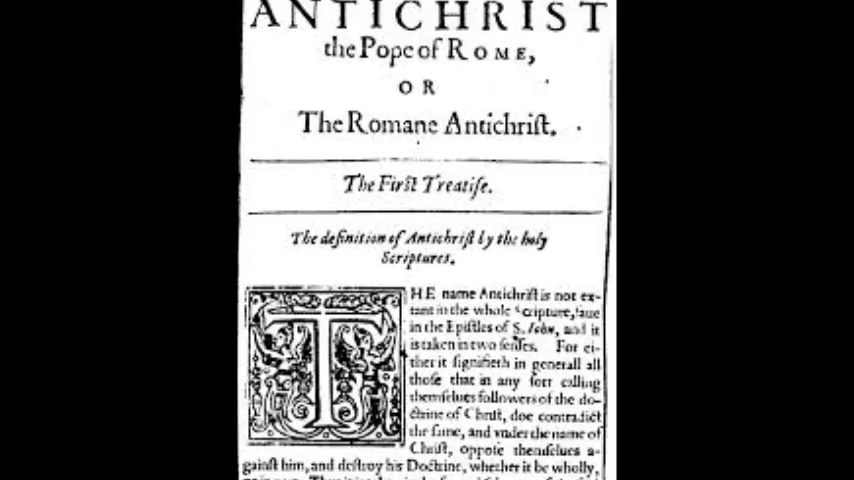 ANTICHRIST
the Pope of ROME,
OR
The Romane Antichriſt.
The Firſt Treatiſe.
The definition of Antichriſt by the holy
Scriptures.
THE name Antichriſt is not ex-
tant in the whole Scripture, ſaue
in the Epiſtles of S. Iohn, and it
is taken in two ſenſes. For ei-
ther it ſignifieth in generall all
thoſe that in any ſort calling
themſelues followers of the do-
ctrine of Chriſt, doe contradict
the ſame, and vnder the name of
Chriſt, oppoſe themſelues a-
gainſt him, and deſtroy his Doctrine, whether it be wholly,